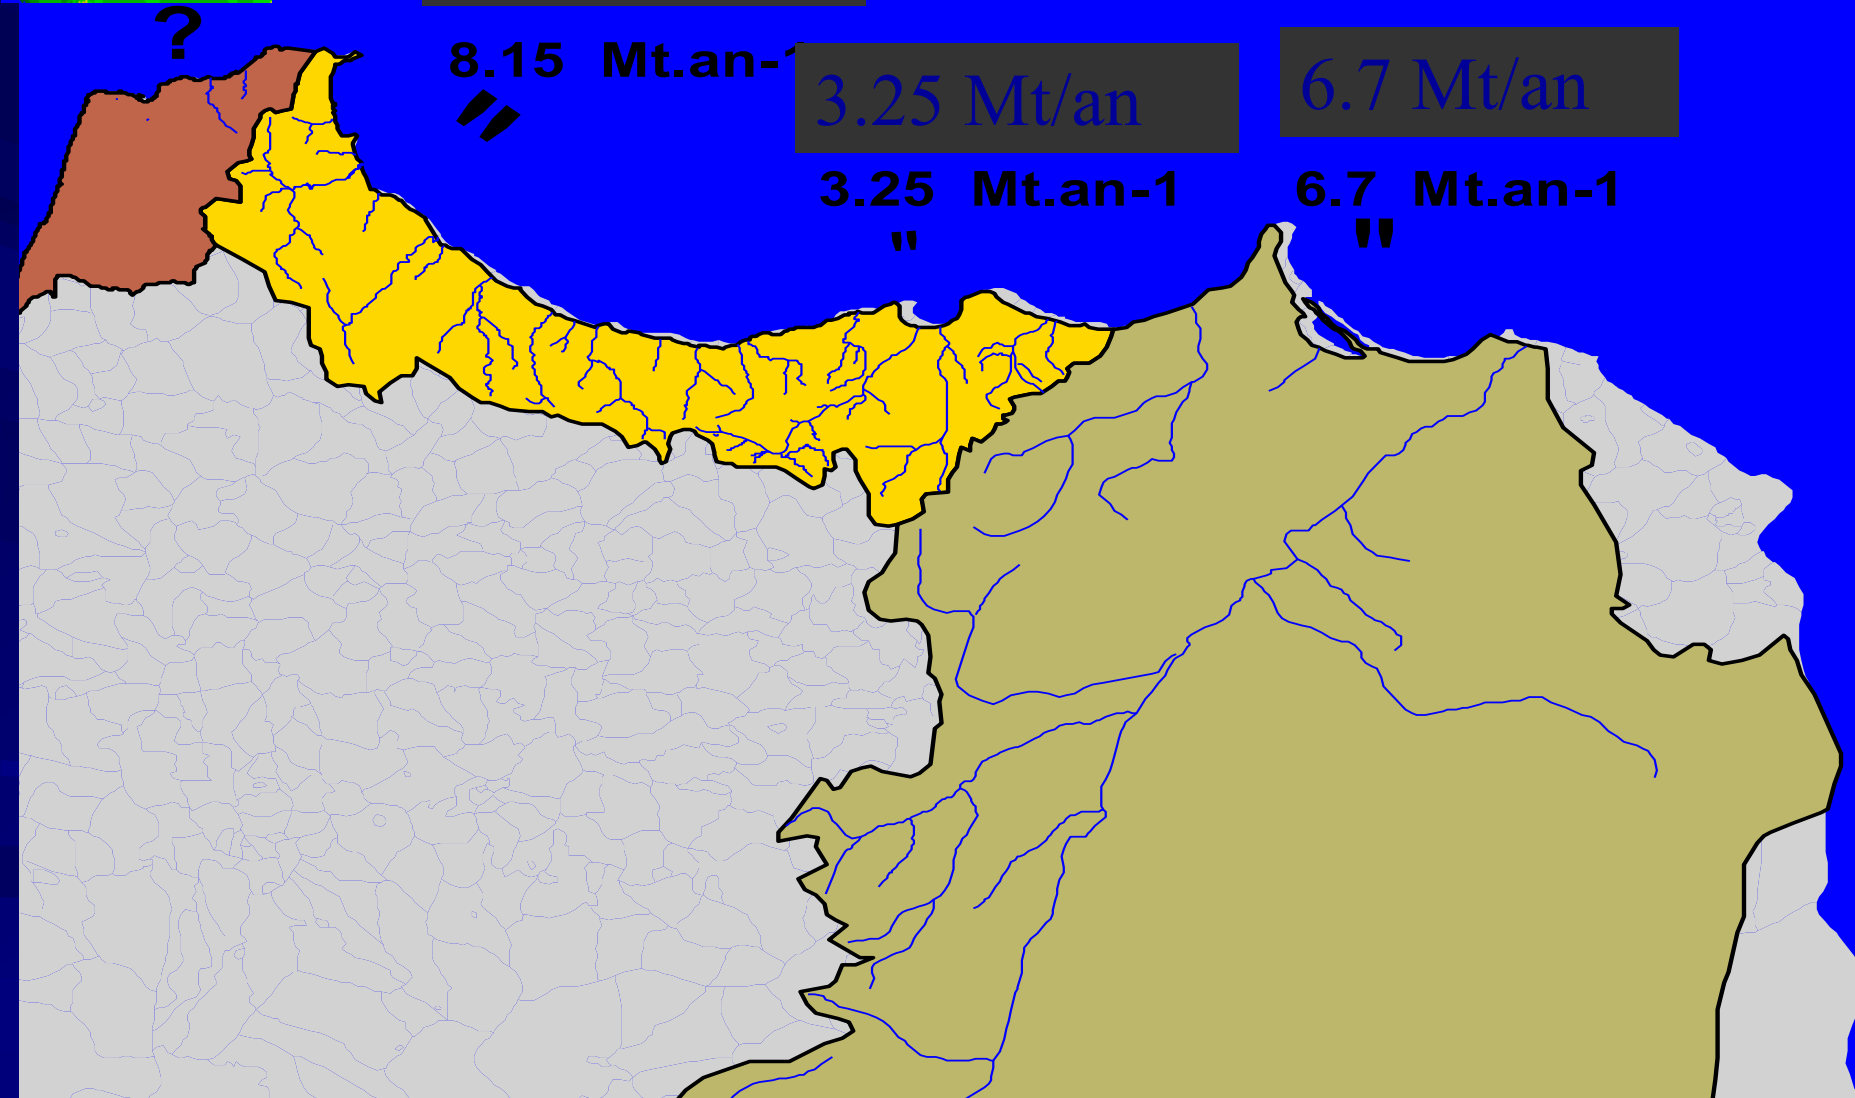 ?
8.15 Mt.an-1
"
3.25 Mt/an
6.7 Mt/an
3.25 Mt.an-1
6.7 Mt.an-1
"
"